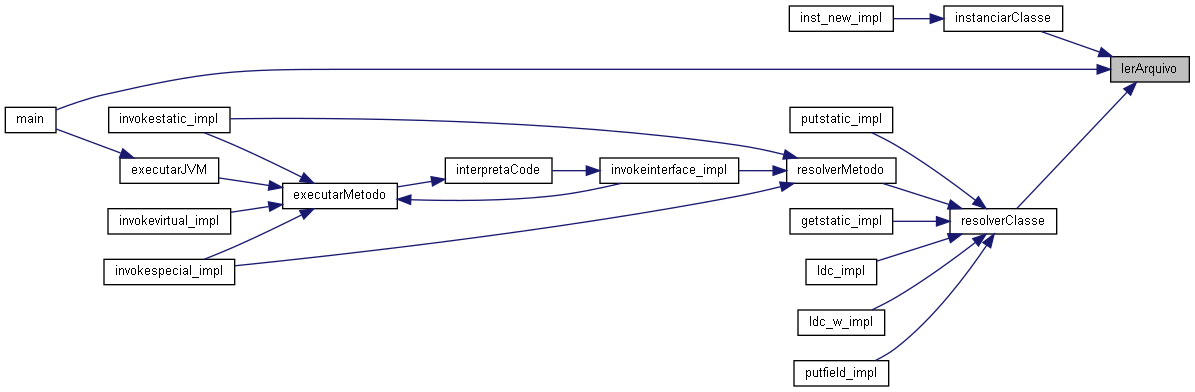 inst_new_impl
instanciarClasse
lerArquivo
main
invokestatic_impl
putstatic_impl
executarJVM
interpretaCode
invokeinterface_impl
resolverMetodo
executarMetodo
invokevirtual_impl
getstatic_impl
resolverClasse
invokespecial_impl
ldc_impl
ldc_w_impl
putfield_impl